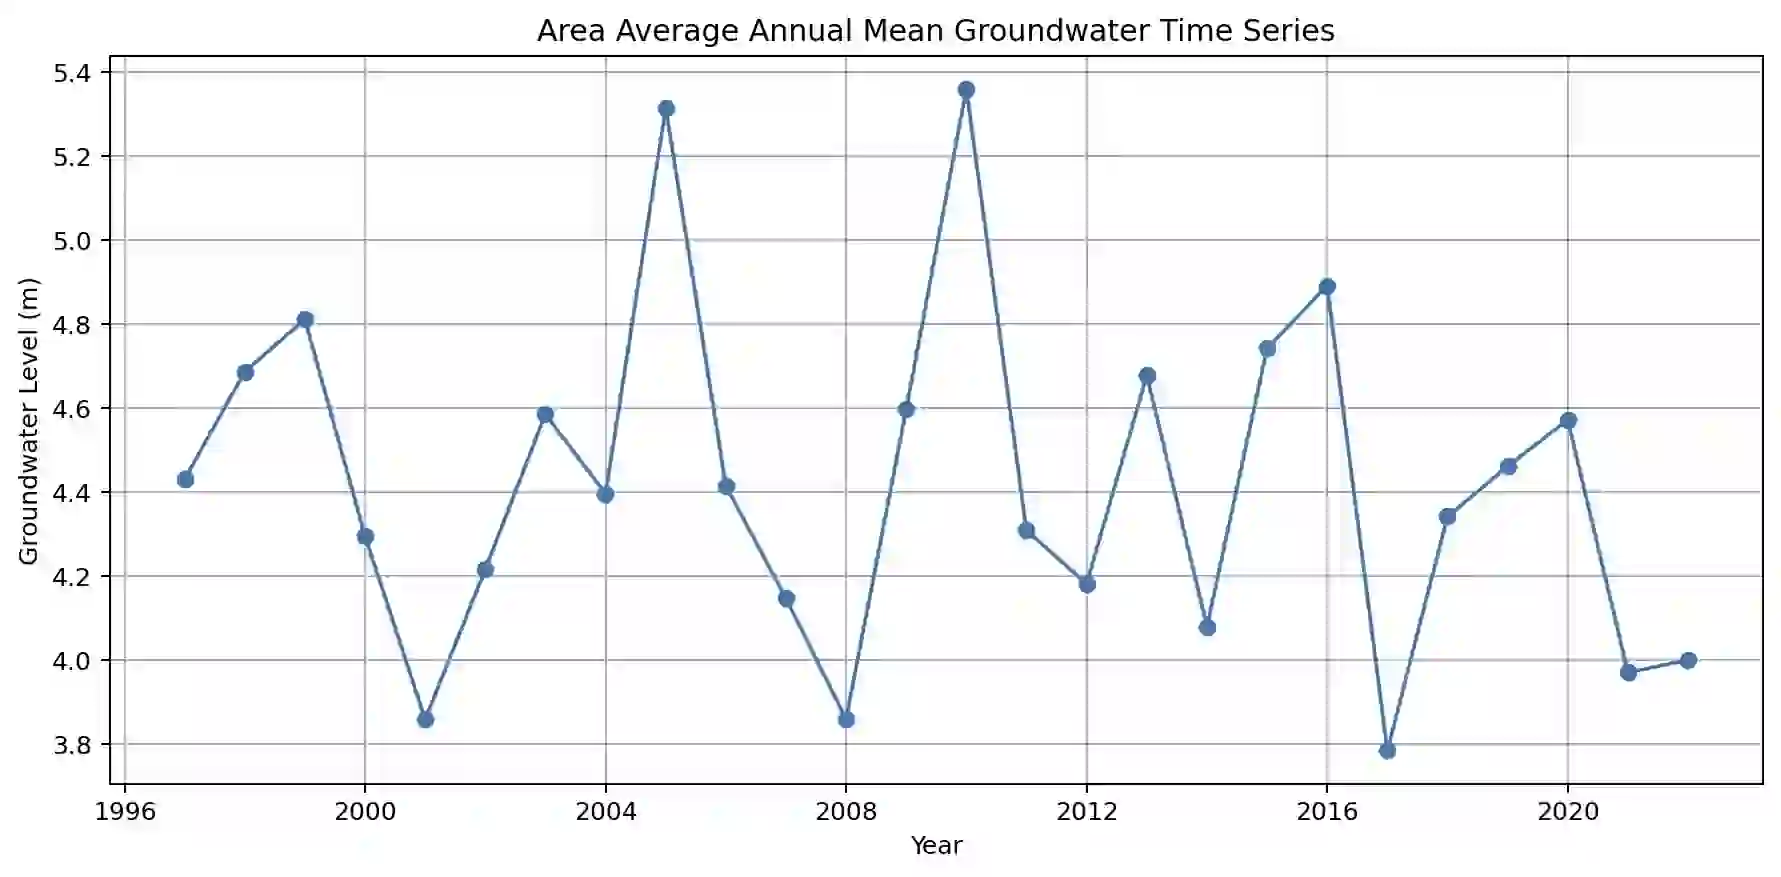 Area Average Annual Mean Groundwater Time Series
Groundwater Level (m)
5.4
5.2
5.0
4.8
4.6
4.4
4.2
4.0
3.8
1996 2000 2004 2008 2012 2016 2020
Year